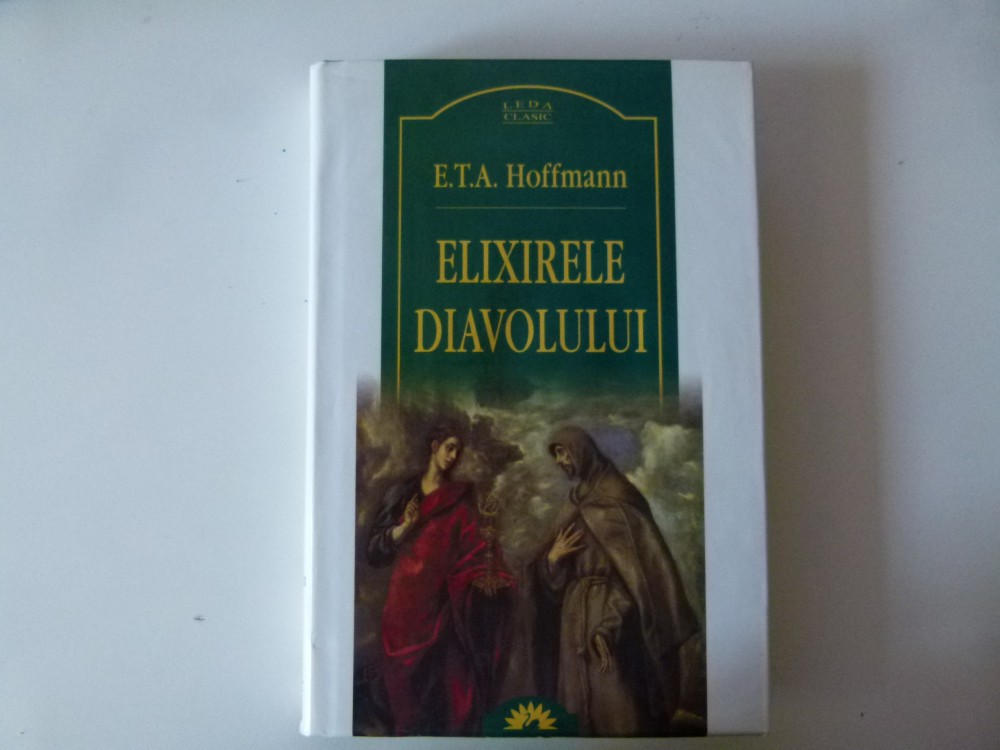 LEDA
CLASIC
E.T.A. Hoffmann
ELIXIRELE
DIAVOLULUI